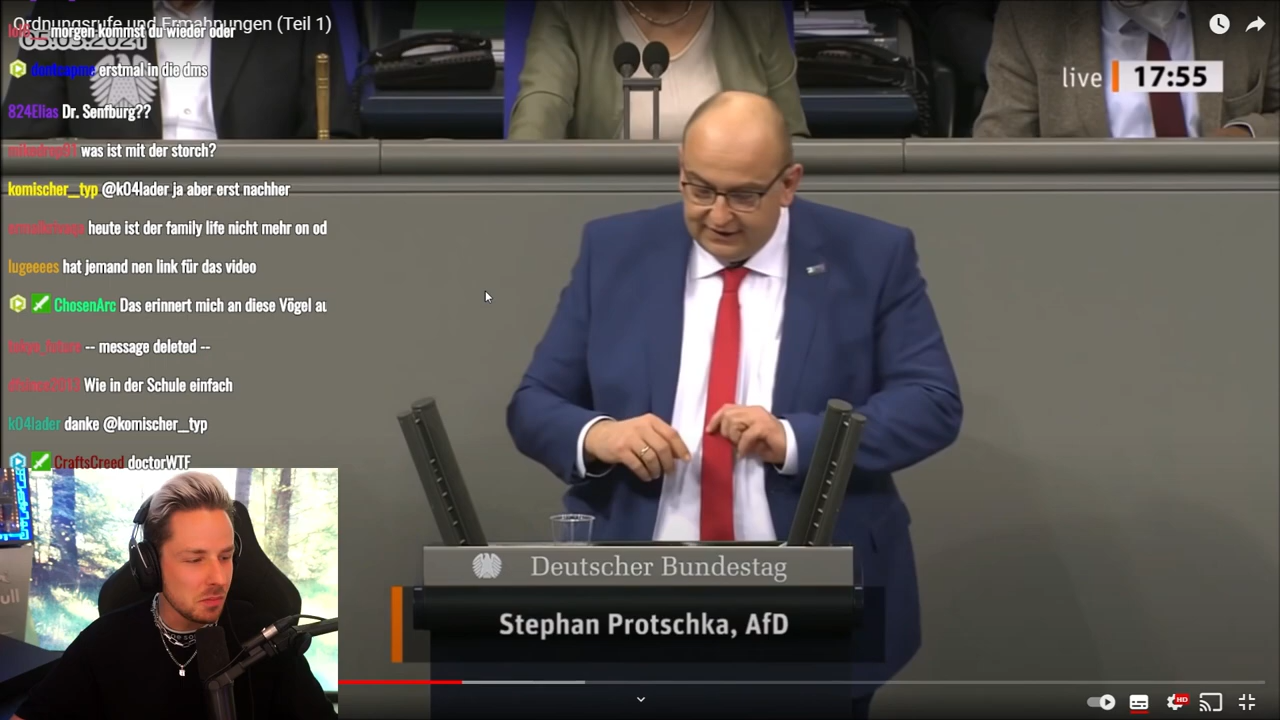 Ordnungsrufe und Ermahnungen (Teil 1)
morgen kommst du wieder oder
05.03.2021
erstmal in die dms
824Elias Dr. Senfburg??
was ist mit der storch?
komischer__typ @k04lader ja aber erst nachher
heute ist der family life nicht mehr on od
lugeeees hat jemand nen link für das video
ChosenArc Das erinnert mich an diese Vögel au
-- message deleted --
Wie in der Schule einfach
k04lader danke @komischer__typ
CraftsCreed doctorWTF
live 17:55
Deutscher Bundestag
Stephan Protschka, AfD
HD